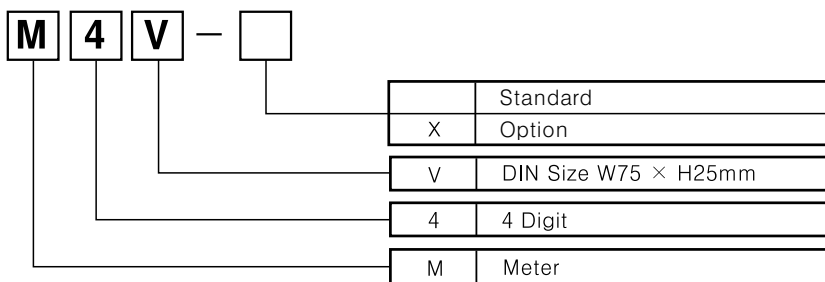 M 4 V –
Standard
X Option
V DIN Size W75 × H25mm
4 4 Digit
M Meter